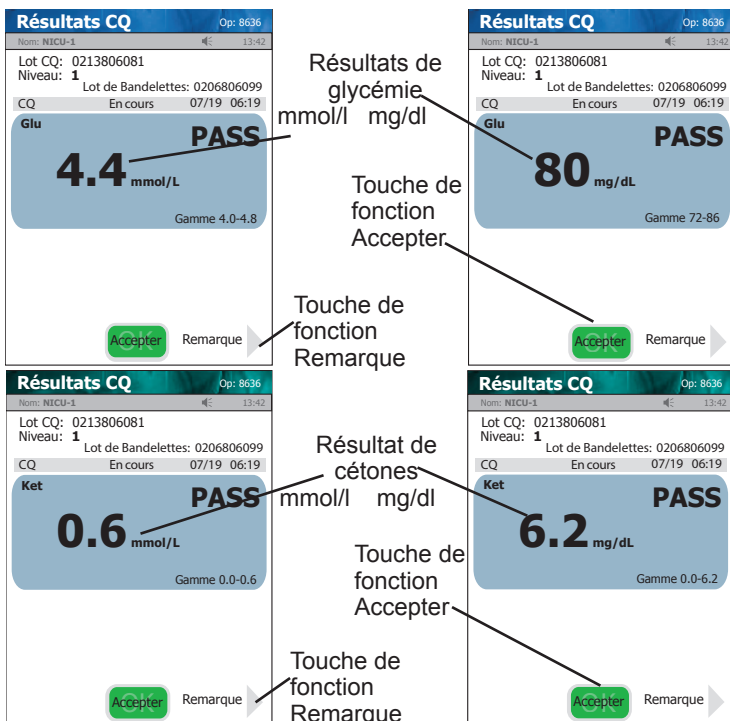 Résultats CQ Op: 8636
Nom: NICU-1 13:42
Lot CQ: 0213806081
Niveau: 1
Lot de Bandelettes: 0206806099
CQ En cours 07/19 06:19
Glu
PASS
4.4 mmol/L
Gamme 4.0-4.8
OK
Accepter
Remarque
Résultats de
glycémie
mmol/l mg/dl
Touche de
fonction
Accepter
Touche de
fonction
Remarque
Résultats CQ Op: 8636
Nom: NICU-1 13:42
Lot CQ: 0213806081
Niveau: 1
Lot de Bandelettes: 0206806099
CQ En cours 07/19 06:19
Glu
PASS
80 mg/dL
Gamme 72-86
OK
Accepter
Remarque
Résultats CQ Op: 8636
Nom: NICU-1 13:42
Lot CQ: 0213806081
Niveau: 1
Lot de Bandelettes: 0206806099
CQ En cours 07/19 06:19
Ket
PASS
0.6 mmol/L
Gamme 0.0-0.6
OK
Accepter
Remarque
Résultat de
cétones
mmol/l mg/dl
Touche de
fonction
Accepter
Touche de
fonction
Remarque
Résultats CQ Op: 8636
Nom: NICU-1 13:42
Lot CQ: 0213806081
Niveau: 1
Lot de Bandelettes: 0206806099
CQ En cours 07/19 06:19
Ket
PASS
6.2 mg/dL
Gamme 0.0-6.2
OK
Accepter
Remarque